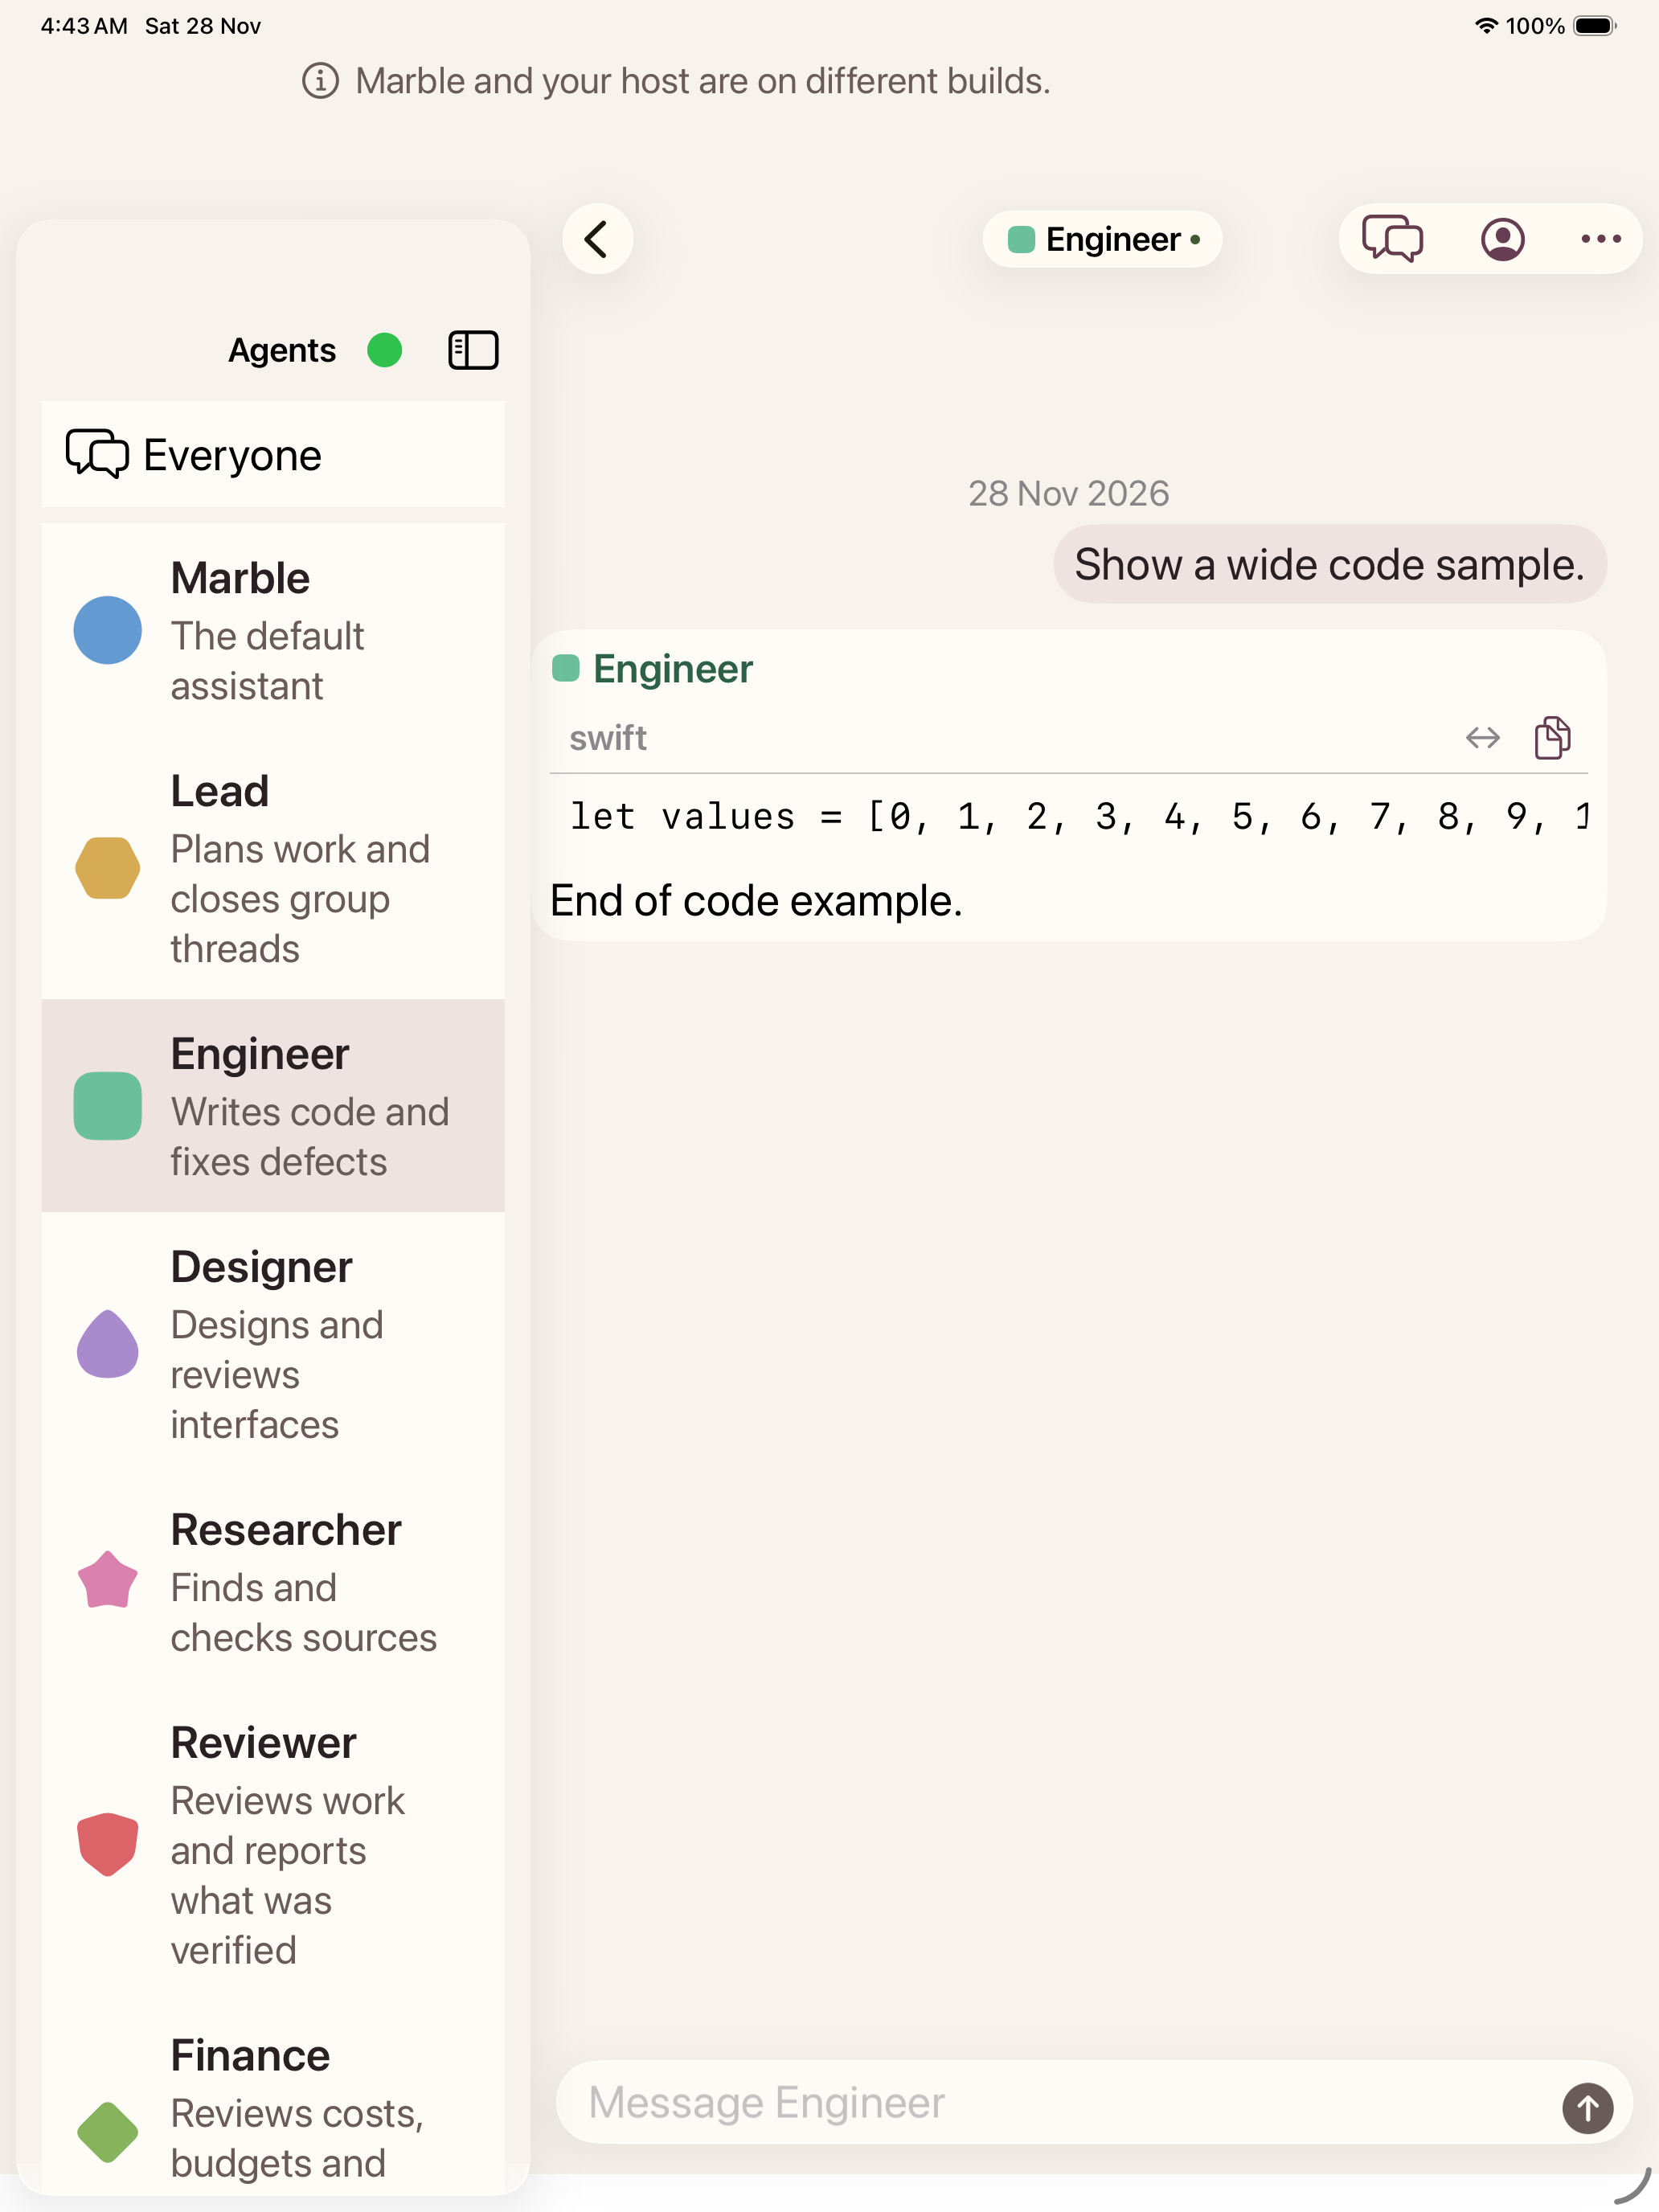 4:43 AM Sat 28 Nov
100%
Marble and your host are on different builds.
Agents
Everyone
Marble
The default
assistant
Lead
Plans work and
closes group
threads
Engineer
Writes code and
fixes defects
Designer
Designs and
reviews
interfaces
Researcher
Finds and
checks sources
Reviewer
Reviews work
and reports
what was
verified
Finance
Reviews costs,
budgets and
Engineer
28 Nov 2026
Show a wide code sample.
Engineer
swift
let values = [0, 1, 2, 3, 4, 5, 6, 7, 8, 9, 1
End of code example.
Message Engineer